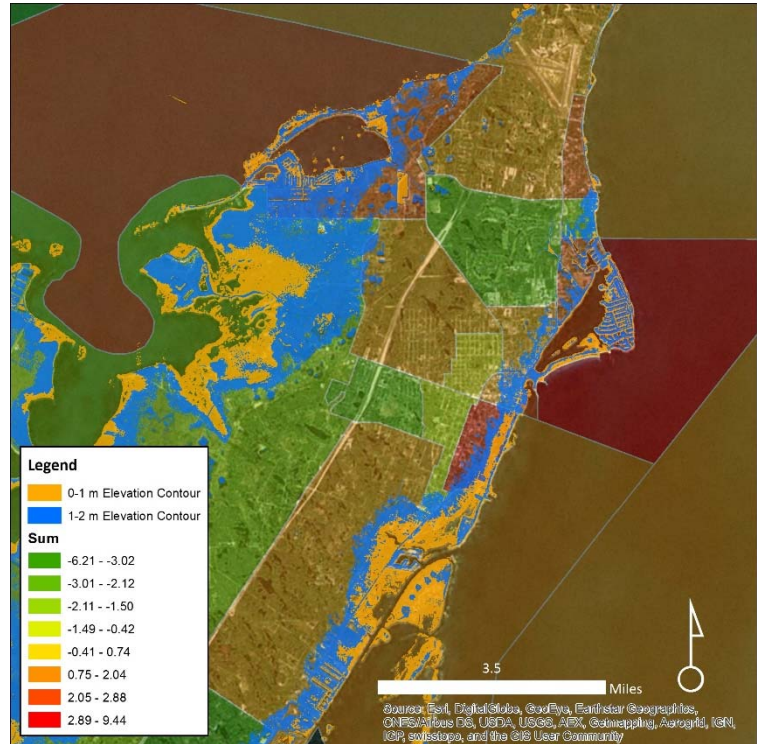 Legend
0-1 m Elevation Contour
1-2 m Elevation Contour
Sum
-6.21 - -3.02
-3.01 - -2.12
-2.11 - -1.50
-1.49 - -0.42
-0.41 - 0.74
0.75 - 2.04
2.05 - 2.88
2.89 - 9.44
3.5
Miles
Source: Esri, DigitalGlobe, GeoEye, Earthstar Geographics,
CNES/Airbus DS, USDA, USGS, AEX, Getmapping, Aerogrid, IGN,
IGP, swisstopo, and the GIS User Community